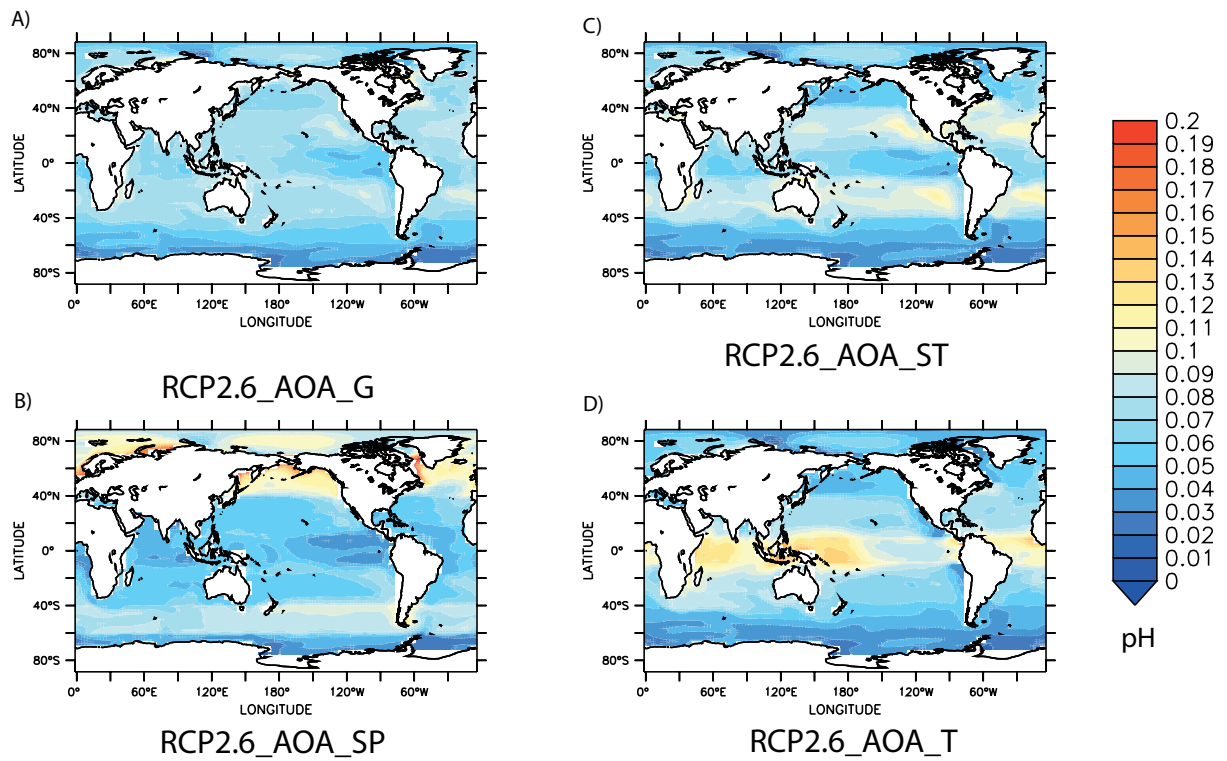 A)
80°N
40°N
0°
40°S
80°S
LATITUDE
0° 60°E 120°E 180° 120°W 60°W
LONGITUDE
RCP2.6_AOA_G
C)
80°N
40°N
0°
40°S
80°S
LATITUDE
0° 60°E 120°E 180° 120°W 60°W
LONGITUDE
RCP2.6_AOA_ST
B)
80°N
40°N
0°
40°S
80°S
LATITUDE
0° 60°E 120°E 180° 120°W 60°W
LONGITUDE
RCP2.6_AOA_SP
D)
80°N
40°N
0°
40°S
80°S
LATITUDE
0° 60°E 120°E 180° 120°W 60°W
LONGITUDE
RCP2.6_AOA_T
0.2
0.19
0.18
0.17
0.16
0.15
0.14
0.13
0.12
0.11
0.1
0.09
0.08
0.07
0.06
0.05
0.04
0.03
0.02
0.01
0
pH